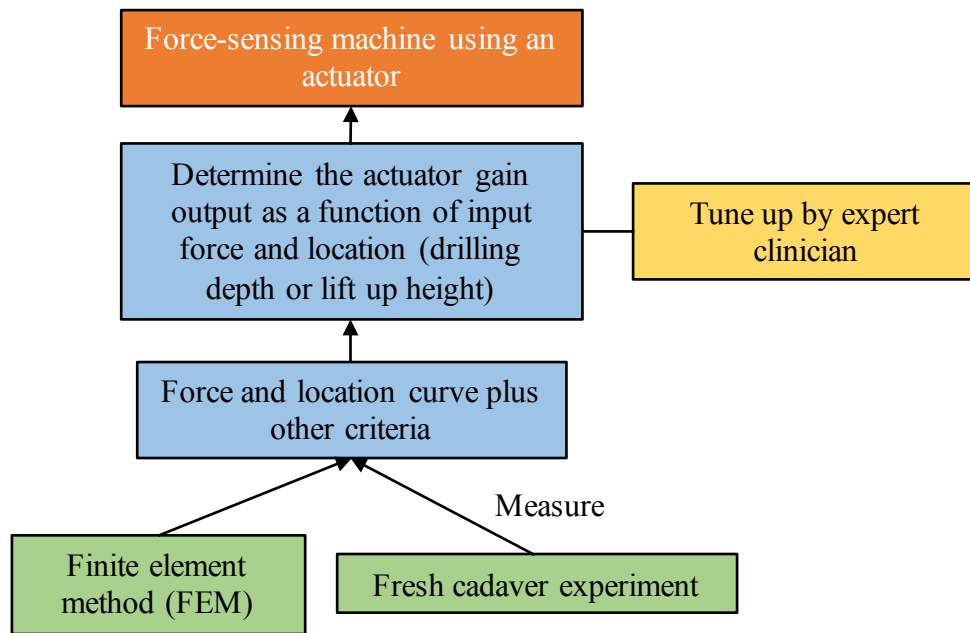 Force-sensing machine using an
actuator
Determine the actuator gain
output as a function of input
force and location (drilling
depth or lift up height)
Tune up by expert
clinician
Force and location curve plus
other criteria
Measure
Finite element
method (FEM)
Fresh cadaver experiment